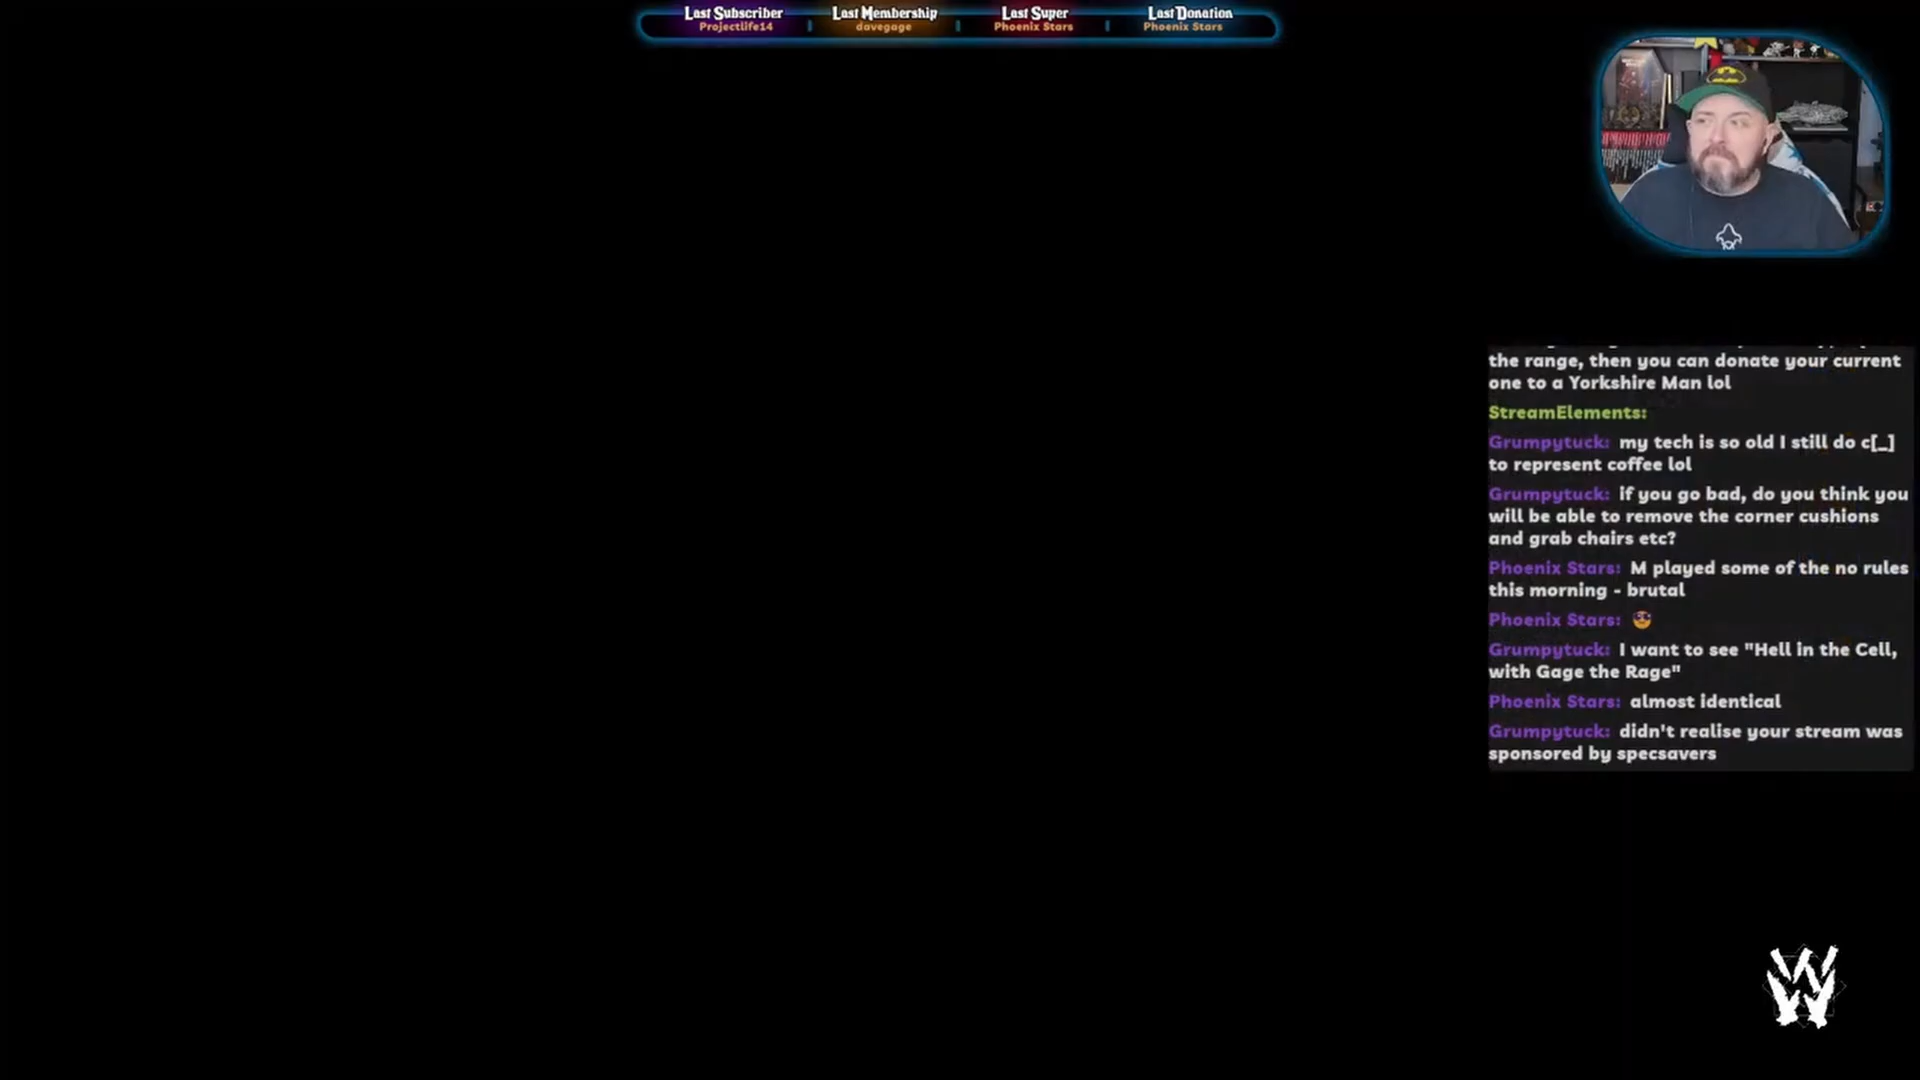 Last Subscriber
Projectlife14
Last Membership
davegage
Last Super
Phoenix Stars
Last Donation
Phoenix Stars
the range, then you can donate your current
one to a Yorkshire Man lol
StreamElements:
Grumpytuck: my tech is so old I still do c[_]
to represent coffee lol
Grumpytuck: if you go bad, do you think you
will be able to remove the corner cushions
and grab chairs etc?
Phoenix Stars: M played some of the no rules
this morning - brutal
Phoenix Stars: 😎
Grumpytuck: I want to see "Hell in the Cell,
with Gage the Rage"
Phoenix Stars: almost identical
Grumpytuck: didn't realise your stream was
sponsored by specsavers
W